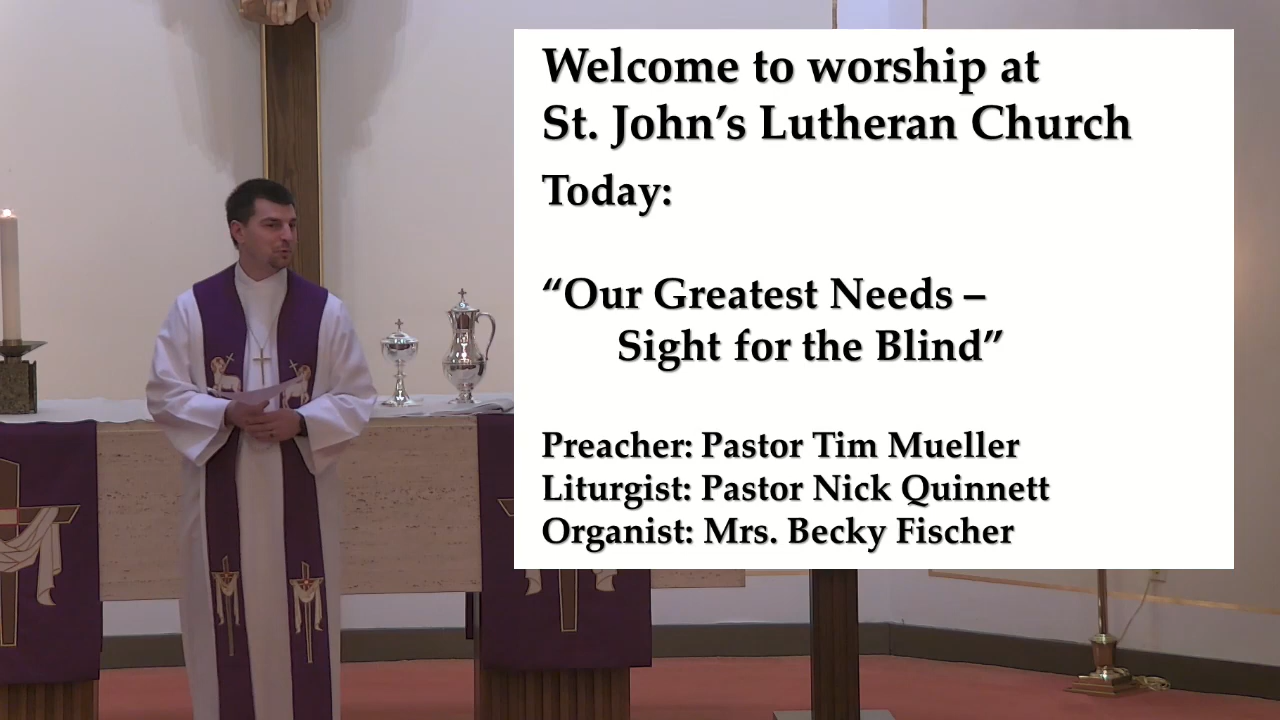 Welcome to worship at
St. John’s Lutheran Church
Today:
“Our Greatest Needs –
Sight for the Blind”
Preacher: Pastor Tim Mueller
Liturgist: Pastor Nick Quinnett
Organist: Mrs. Becky Fischer